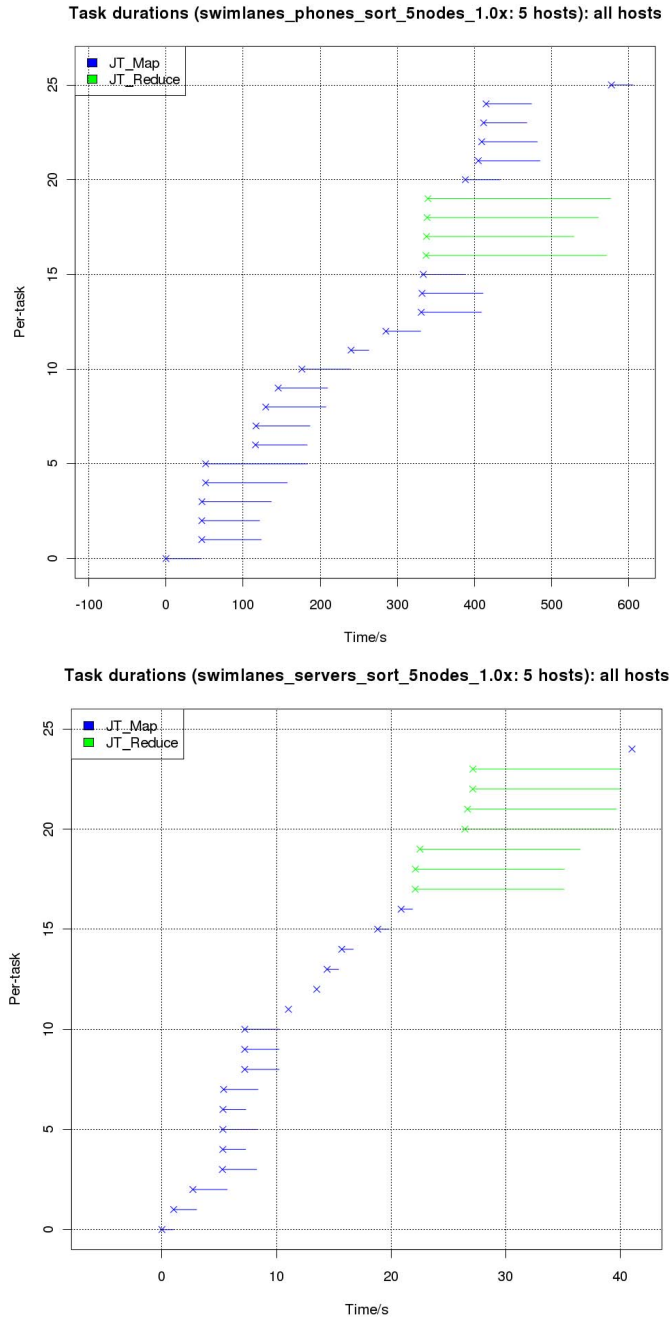 Task durations (swimlanes_phones_sort_5nodes_1.0x: 5 hosts): all hosts
JT_Map
JT_Reduce
25
20
15
10
5
0
Per-task
-100 0 100 200 300 400 500 600
Time/s
Task durations (swimlanes_servers_sort_5nodes_1.0x: 5 hosts): all hosts
JT_Map
JT_Reduce
25
20
15
10
5
0
Per-task
0 10 20 30 40
Time/s